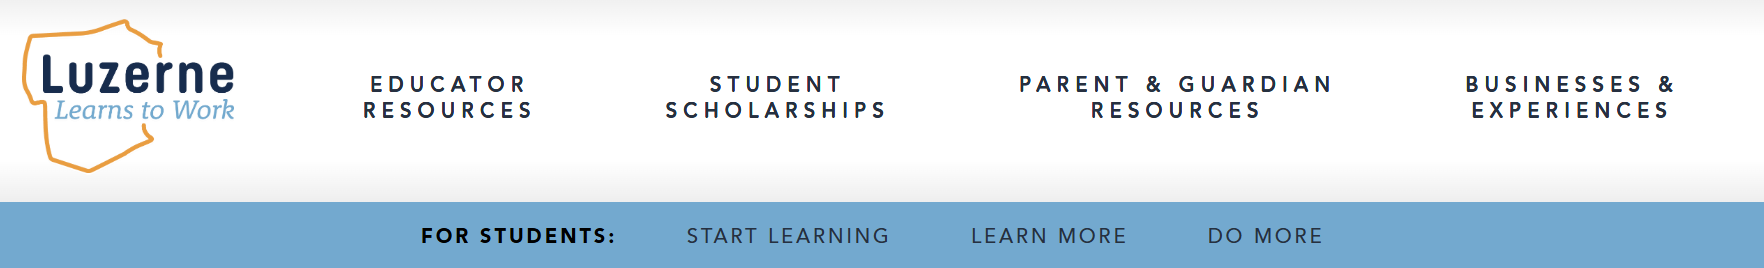 Luzerne
Learns to Work
EDUCATOR
RESOURCES
STUDENT
SCHOLARSHIPS
PARENT & GUARDIAN
RESOURCES
BUSINESSES &
EXPERIENCES
FOR STUDENTS: START LEARNING LEARN MORE DO MORE